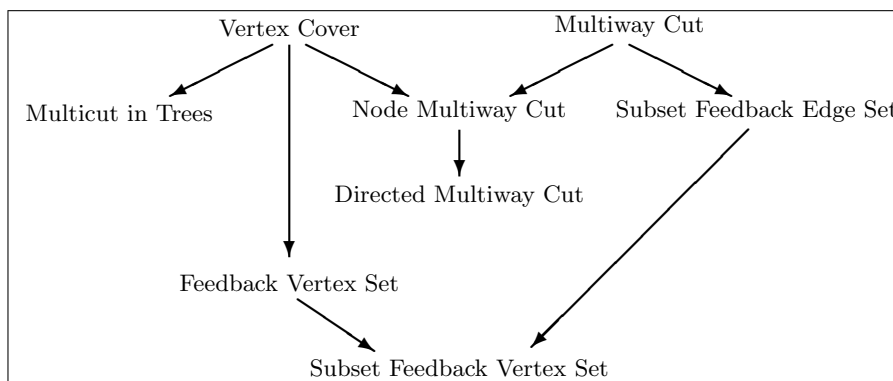 Vertex Cover
Multiway Cut
Multicut in Trees
Node Multiway Cut
Subset Feedback Edge Set
Directed Multiway Cut
Feedback Vertex Set
Subset Feedback Vertex Set